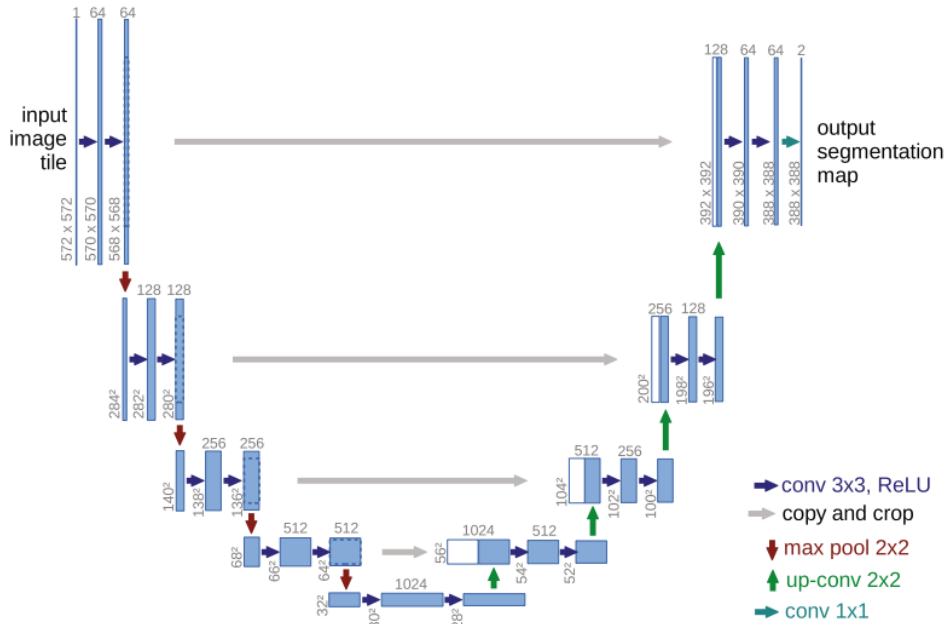 1 64 64
input
image
tile
572 x 572
570 x 570
568 x 568
128 64 64 2
output
segmentation
map
392 x 392
390 x 390
388 x 388
388 x 388
128 128
284²
282²
280²
256 128
200²
198²
196²
256 256
140²
138²
136²
512 256
104²
102²
100²
512 512
68²
66²
64²
1024 512
56²
54²
52²
1024
32²
conv 3x3, ReLU
copy and crop
max pool 2x2
up-conv 2x2
conv 1x1